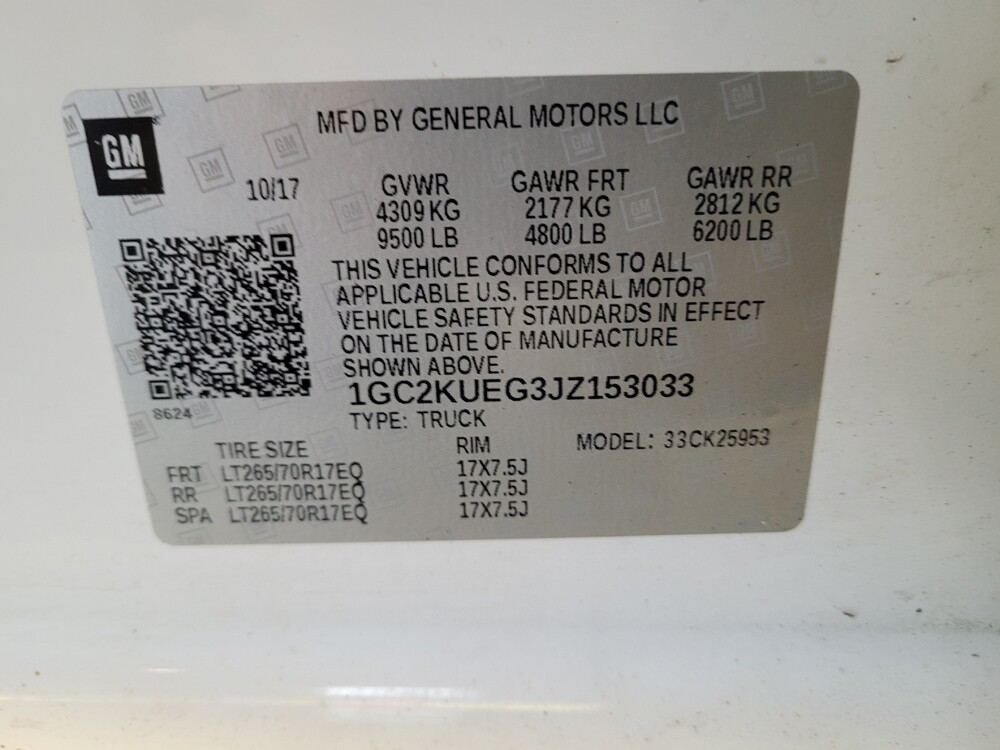 GM
MFD BY GENERAL MOTORS LLC
10/17 GVWR GAWR FRT GAWR RR
4309 KG 2177 KG 2812 KG
9500 LB 4800 LB 6200 LB
THIS VEHICLE CONFORMS TO ALL
APPLICABLE U.S. FEDERAL MOTOR
VEHICLE SAFETY STANDARDS IN EFFECT
ON THE DATE OF MANUFACTURE
SHOWN ABOVE.
1GC2KUEG3JZ153033
8624
TYPE: TRUCK
TIRE SIZE RIM MODEL: 33CK25953
FRT LT265/70R17EQ 17X7.5J
RR LT265/70R17EQ 17X7.5J
SPA LT265/70R17EQ 17X7.5J